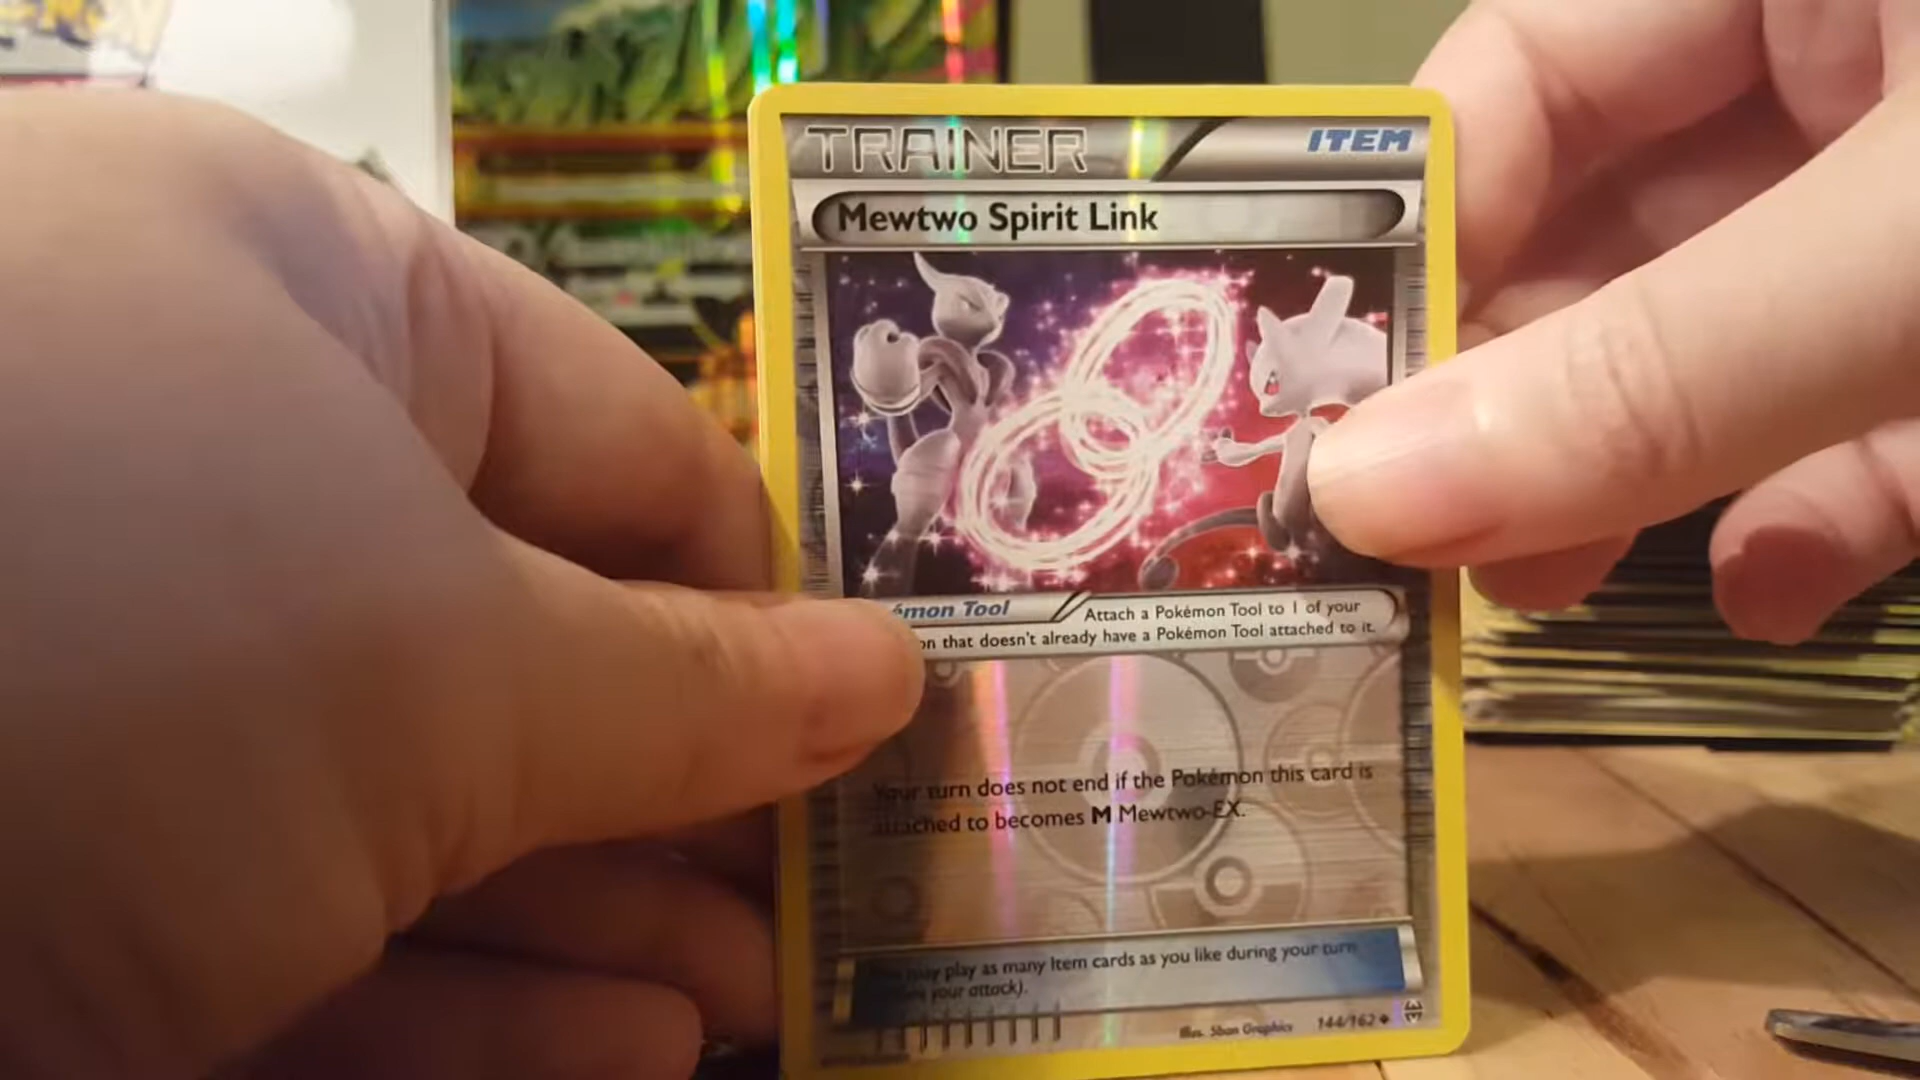 TRAINER
ITEM
Mewtwo Spirit Link
émon Tool
Attach a Pokémon Tool to 1 of your
on that doesn't already have a Pokémon Tool attached to it.
Your turn does not end if the Pokémon this card is
attached to becomes M Mewtwo-EX.
may play as many Item cards as you like during your turn
your attack).
Illus. 5ban Graphics
144/162